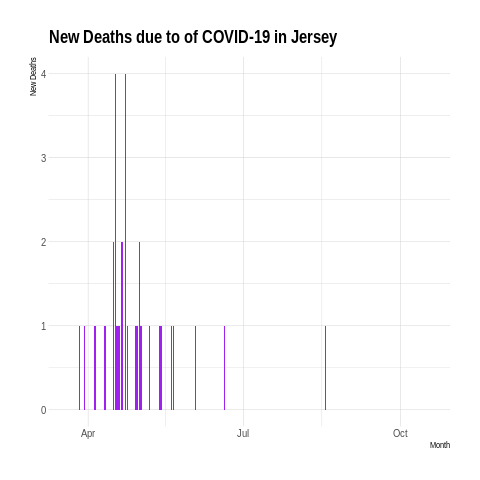 New Deaths due to of COVID-19 in Jersey
New Deaths
4
3
2
1
0
Apr
Jul
Oct
Month